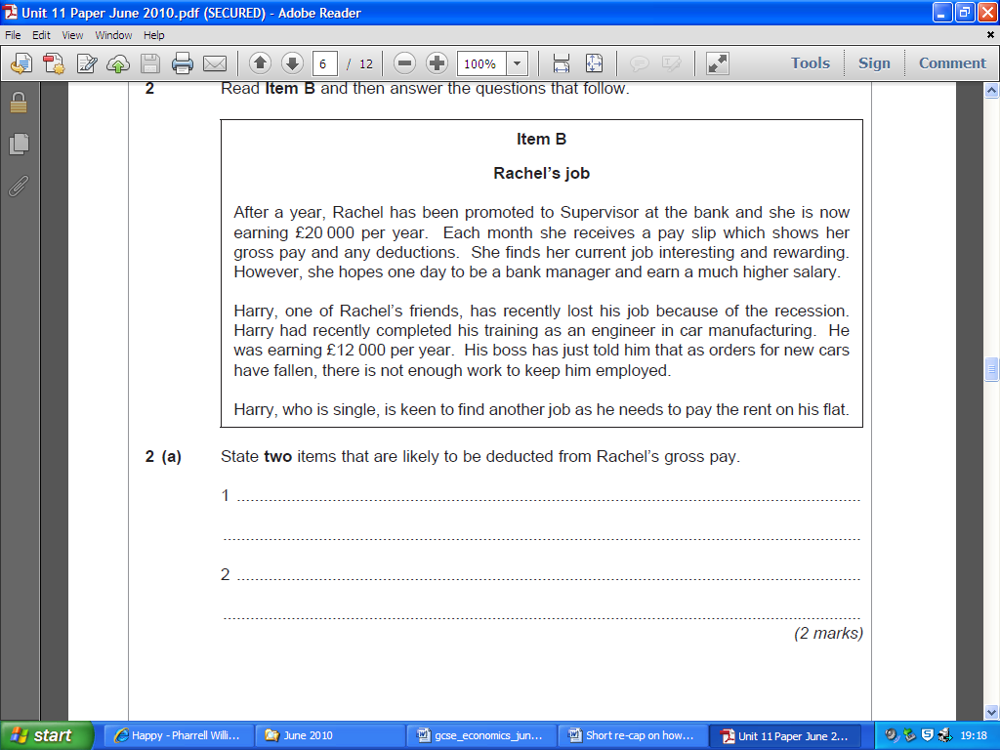 Unit 11 Paper June 2010.pdf (SECURED) - Adobe Reader
File Edit View Window Help
6 / 12 100% Tools Sign Comment
2 Read Item B and then answer the questions that follow.
Item B
Rachel's job
After a year, Rachel has been promoted to Supervisor at the bank and she is now
earning £20 000 per year. Each month she receives a pay slip which shows her
gross pay and any deductions. She finds her current job interesting and rewarding.
However, she hopes one day to be a bank manager and earn a much higher salary.
Harry, one of Rachel's friends, has recently lost his job because of the recession.
Harry had recently completed his training as an engineer in car manufacturing. He
was earning £12 000 per year. His boss has just told him that as orders for new cars
have fallen, there is not enough work to keep him employed.
Harry, who is single, is keen to find another job as he needs to pay the rent on his flat.
2 (a) State two items that are likely to be deducted from Rachel's gross pay.
1
2
(2 marks)
start Happy - Pharrell Willi... June 2010 gcse_economics_jun... Short re-cap on how... Unit 11 Paper June 2... 19:18